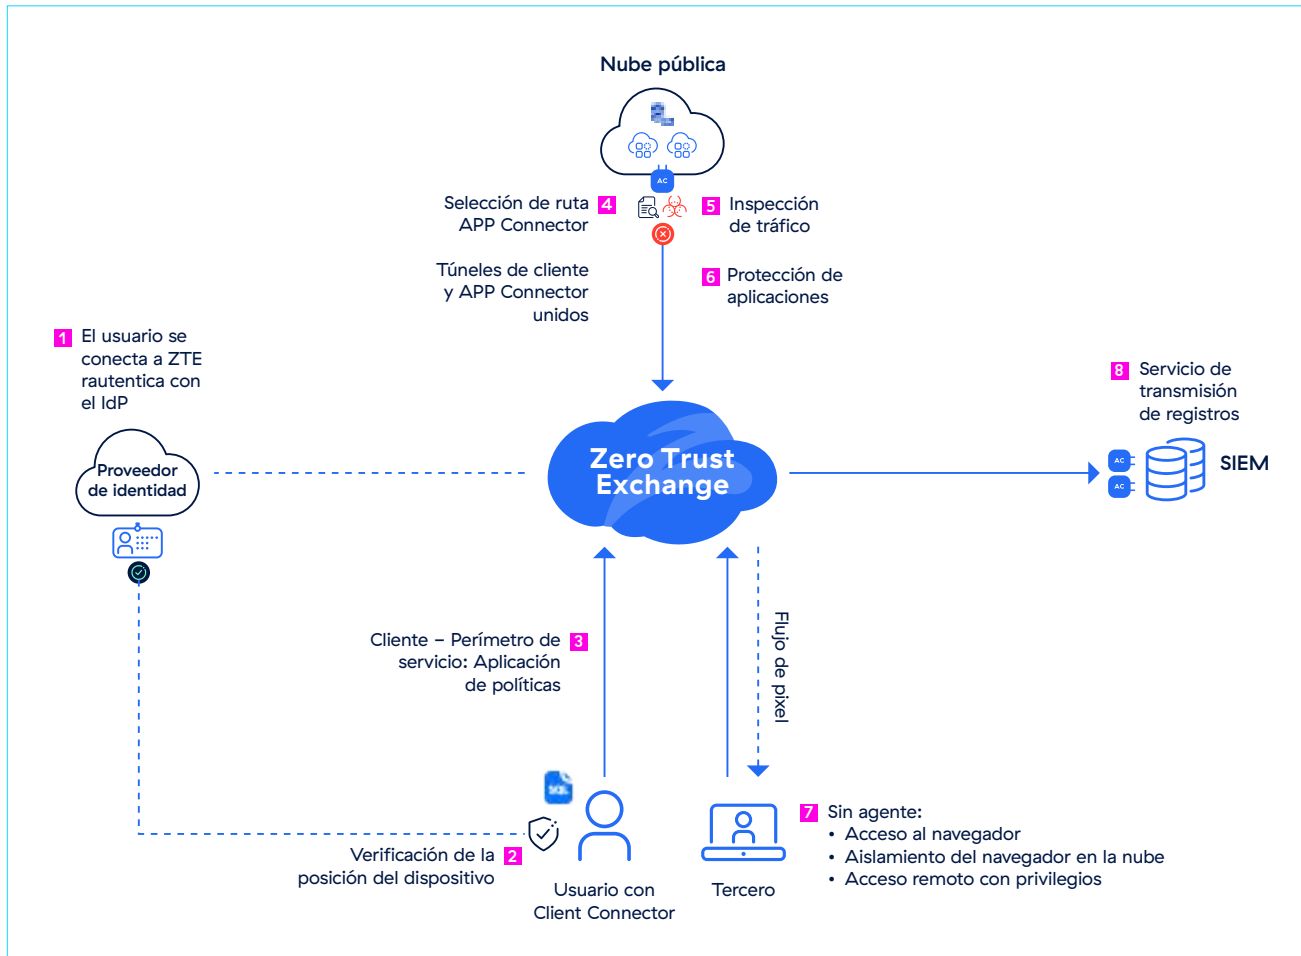 Nube pública
AC
Selección de ruta 4
APP Connector
5 Inspección
de tráfico
Túneles de cliente
y APP Connector
unidos
6 Protección de
aplicaciones
1 El usuario se
conecta a ZTE
rautentica con
el IdP
Proveedor
de identidad
Zero Trust
Exchange
8 Servicio de
transmisión
de registros
AC
AC
SIEM
Cliente – Perímetro de 3
servicio: Aplicación
de políticas
Flujo de pixel
SQL
Verificación de la 2
posición del dispositivo
Usuario con
Client Connector
Tercero
7 Sin agente:
• Acceso al navegador
• Aislamiento del navegador en la nube
• Acceso remoto con privilegios